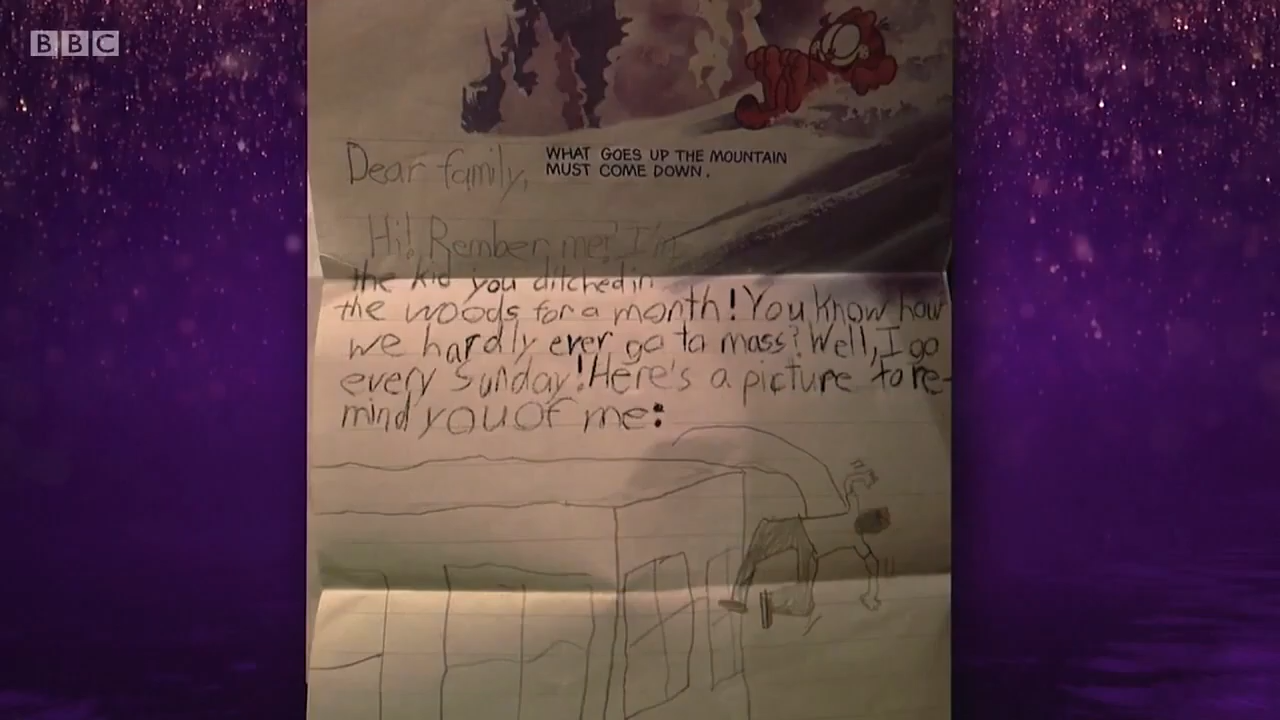 BBC
WHAT GOES UP THE MOUNTAIN
MUST COME DOWN.
Dear family,
Hi! Rember me? I'm
the kid you ditched in
the woods for a month! You know how
we hardly ever go to mass? Well, I go
every Sunday! Here's a picture to re-
mind you of me: